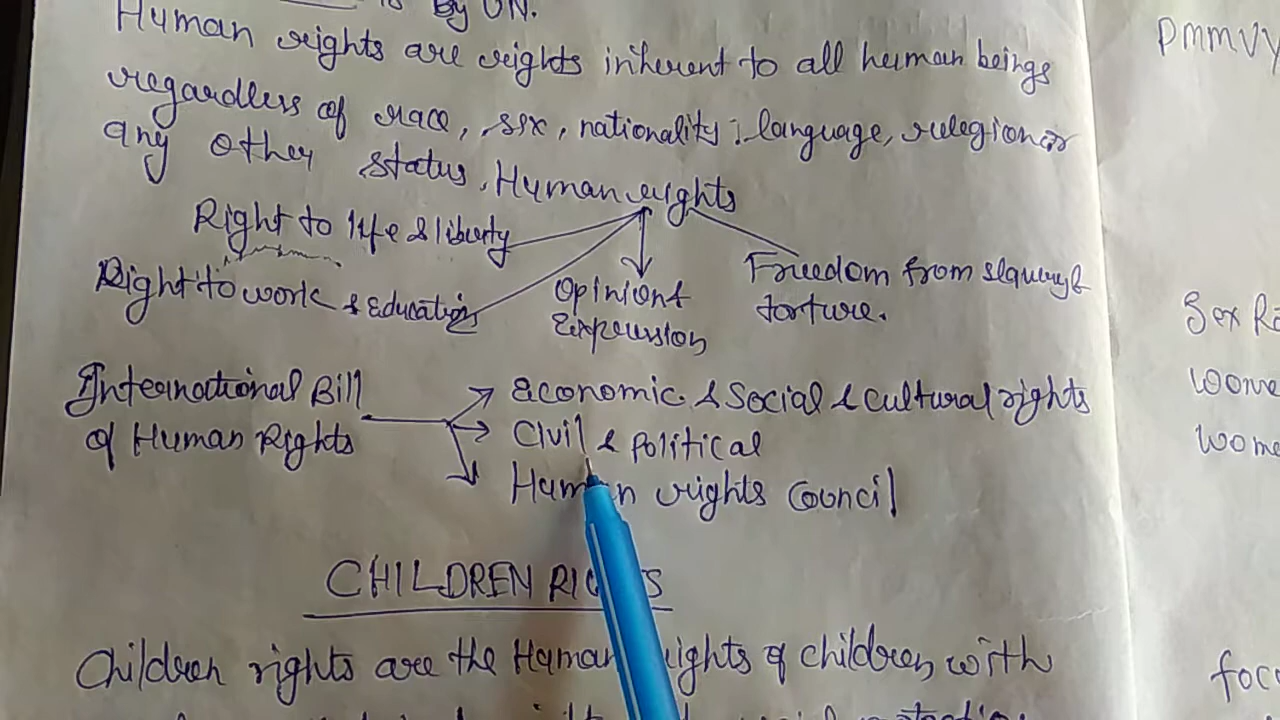 By UN.
Human rights are rights inherent to all human beings
regardless of race, sex, nationality, language, relegion or
any other status. Human rights
Right to life & liberty
Right to work & Education
Opinion &
Expression
Freedom from slavery &
torture.
International Bill
of Human Rights
Economic & Social & Cultural rights
Civil & Political
Human rights Council
CHILDREN RIGHTS
Children rights are the Human rights of children, with
PMMVY
Sex
Wome
Wome
foc